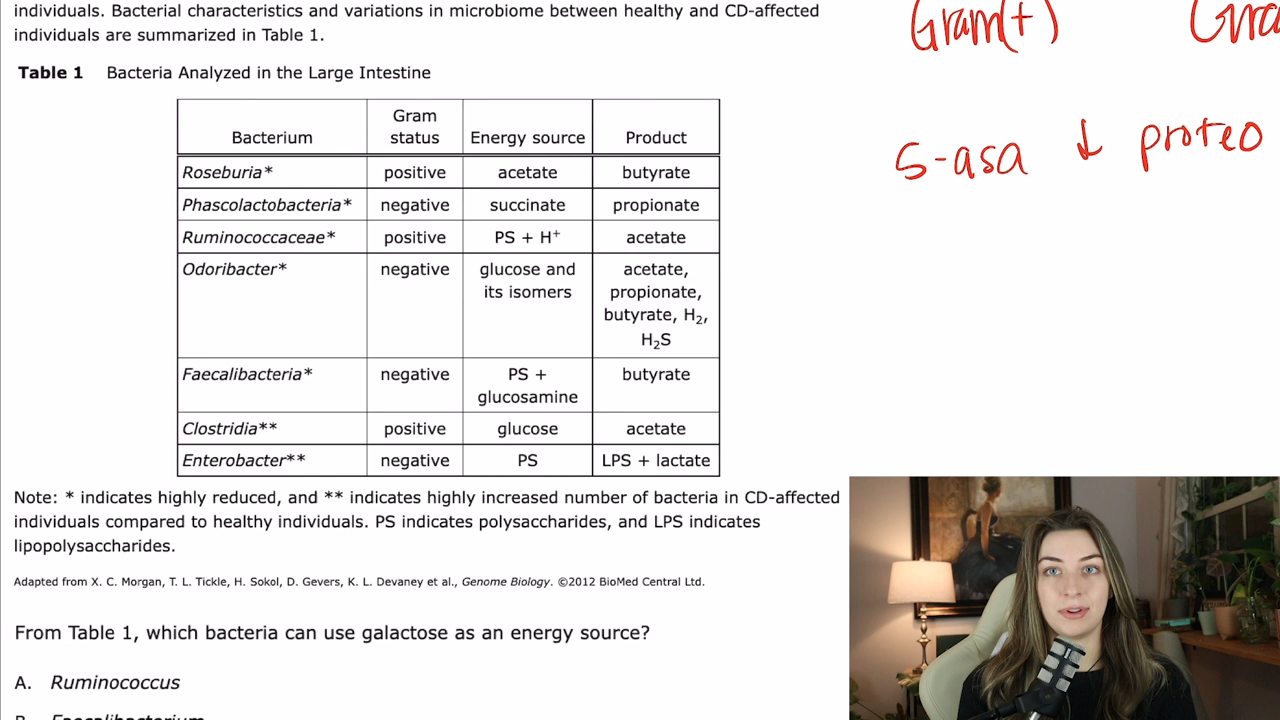 individuals. Bacterial characteristics and variations in microbiome between healthy and CD-affected
individuals are summarized in Table 1.
Gram(+)
Table 1 Bacteria Analyzed in the Large Intestine
5-asa ↓ proteo
Bacterium Gram status Energy source Product
Roseburia* positive acetate butyrate
Phascolactobacteria* negative succinate propionate
Ruminococcaceae* positive PS + H⁺ acetate
Odoribacter* negative glucose and its isomers acetate, propionate, butyrate, H₂, H₂S
Faecalibacteria* negative PS + glucosamine butyrate
Clostridia** positive glucose acetate
Enterobacter** negative PS LPS + lactate
Note: * indicates highly reduced, and ** indicates highly increased number of bacteria in CD-affected
individuals compared to healthy individuals. PS indicates polysaccharides, and LPS indicates
lipopolysaccharides.
Adapted from X. C. Morgan, T. L. Tickle, H. Sokol, D. Gevers, K. L. Devaney et al., Genome Biology. ©2012 BioMed Central Ltd.
From Table 1, which bacteria can use galactose as an energy source?
A. Ruminococcus
B. Faecalibacterium